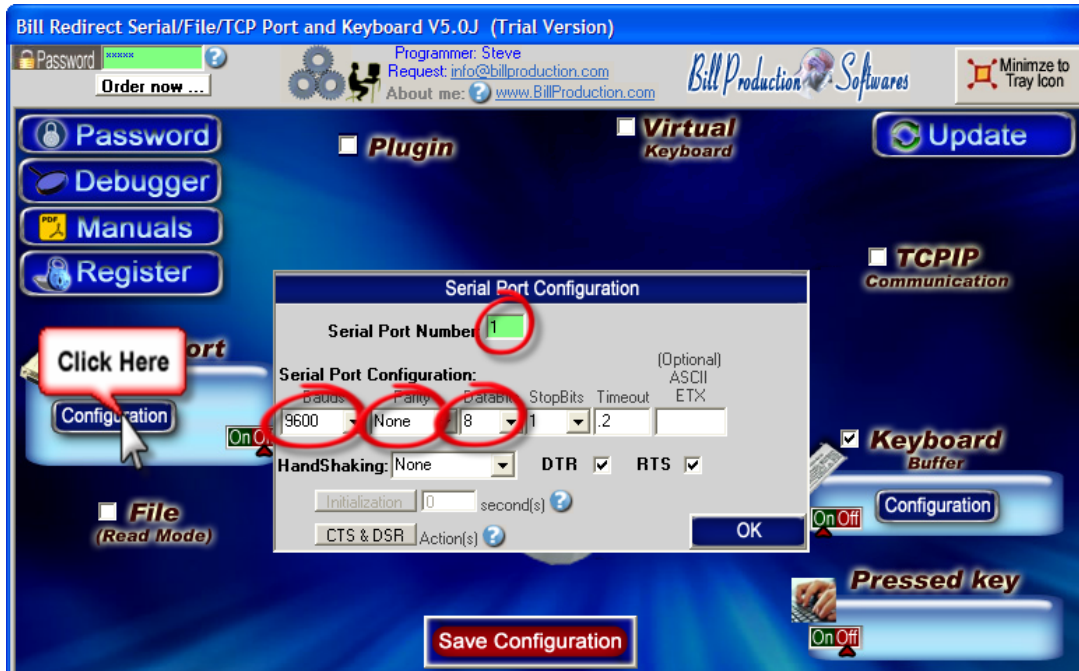 Bill Redirect Serial/File/TCP Port and Keyboard V5.0J (Trial Version)
Password xxxxx ?
Order now ...
Programmer: Steve
Request: info@billproduction.com
About me: ? www.BillProduction.com
Bill Production Softwares
Minimze to
Tray Icon
Password
Debugger
PDF Manuals
Register
Plugin
Virtual
Keyboard
Update
TCPIP
Communication
Click Here
ort
Configuration
On
File
(Read Mode)
Serial Port Configuration
Serial Port Number 1
Serial Port Configuration:
(Optional)
ASCII
ETX
Bauds Parity DataBit StopBits Timeout
9600 None 8 1 .2
HandShaking: None DTR RTS
Initialization 0 second(s) ?
CTS & DSR Action(s) ?
OK
Keyboard
Buffer
Configuration
On Off
Pressed key
On Off
Save Configuration